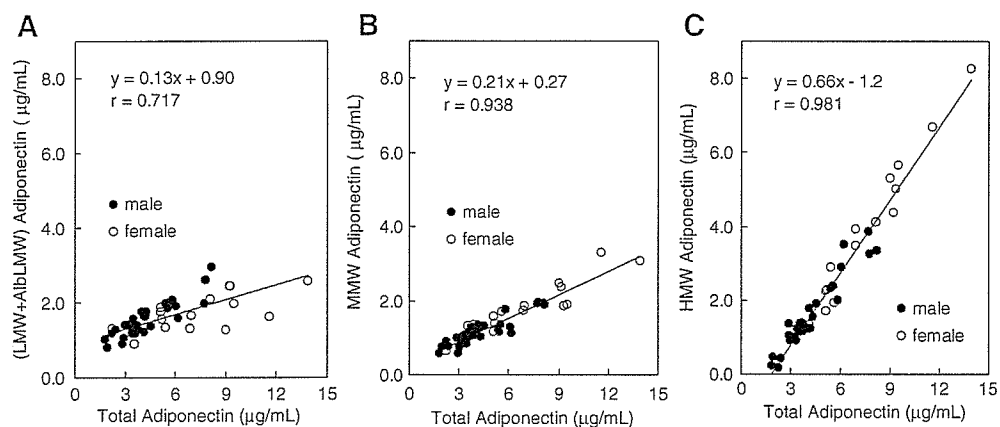 A
y = 0.13x + 0.90
r = 0.717
male
female
(LMW+AlbLMW) Adiponectin ( μg/mL)
8.0
6.0
4.0
2.0
0.0
0 3 6 9 12 15
Total Adiponectin (μg/mL)
B
y = 0.21x + 0.27
r = 0.938
male
female
MMW Adiponectin ( μg/mL)
8.0
6.0
4.0
2.0
0.0
0 3 6 9 12 15
Total Adiponectin (μg/mL)
C
y = 0.66x - 1.2
r = 0.981
male
female
HMW Adiponectin (μg/mL)
8.0
6.0
4.0
2.0
0.0
0 3 6 9 12 15
Total Adiponectin (μg/mL)